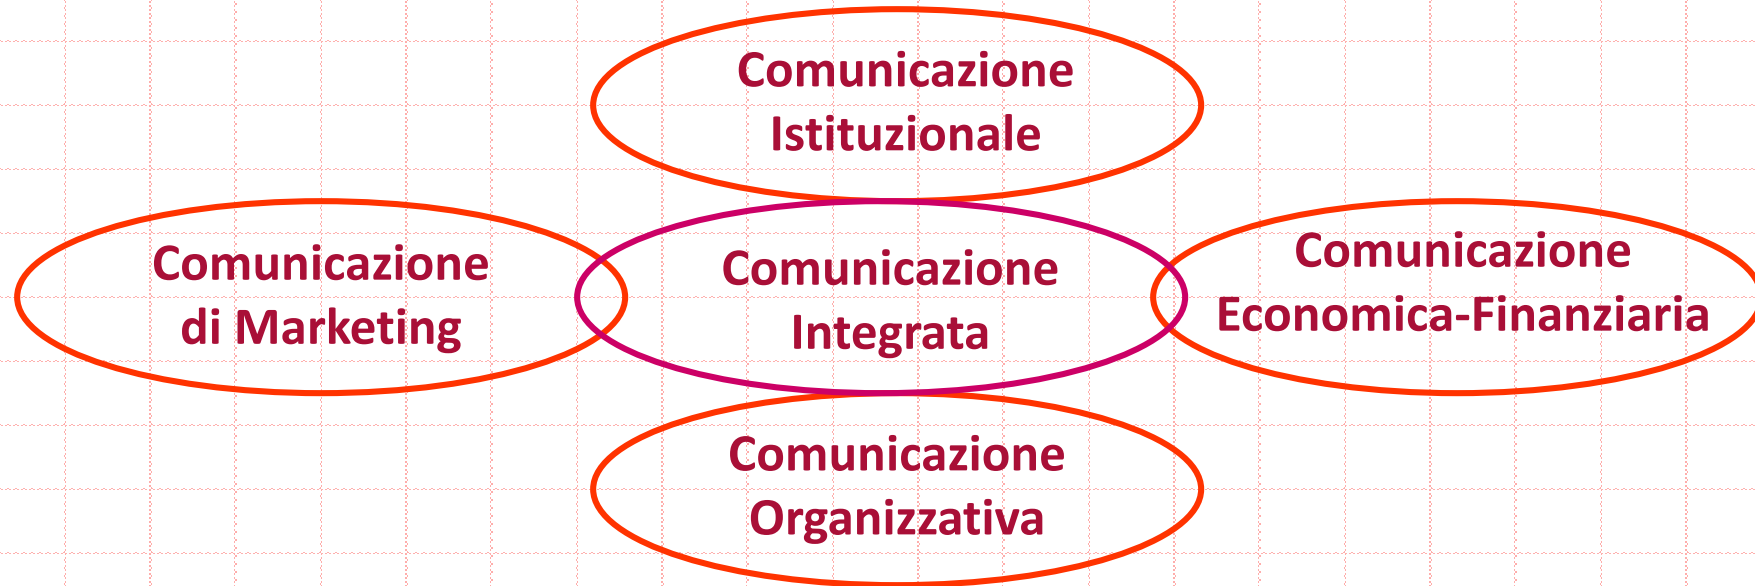 Comunicazione
Istituzionale
Comunicazione
di Marketing
Comunicazione
Integrata
Comunicazione
Economica-Finanziaria
Comunicazione
Organizzativa